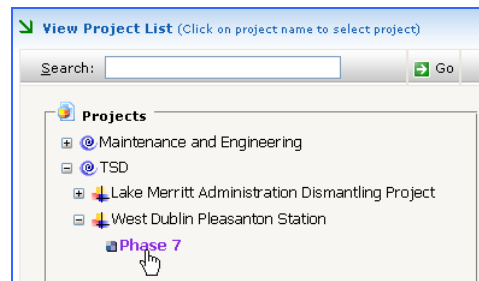 View Project List (Click on project name to select project)
Search: Go
Projects
Maintenance and Engineering
TSD
Lake Merritt Administration Dismantling Project
West Dublin Pleasanton Station
Phase 7